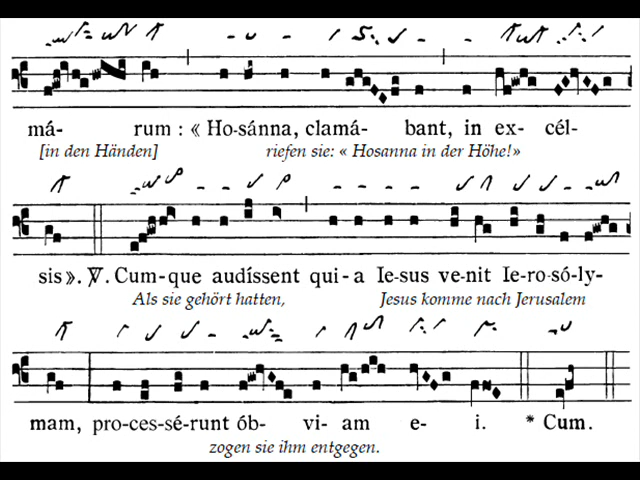 má- rum : « Ho-sánna, clamá- bant, in ex- cél-
[in den Händen] riefen sie: « Hosanna in der Höhe!»
sis ». ℣. Cum-que audíssent qui-a Ie-sus ve-nit Ie-ro-só-ly-
Als sie gehört hatten, Jesus komme nach Jerusalem
mam, pro-ces-sé-runt ób- vi- am e- i. * Cum.
zogen sie ihm entgegen.